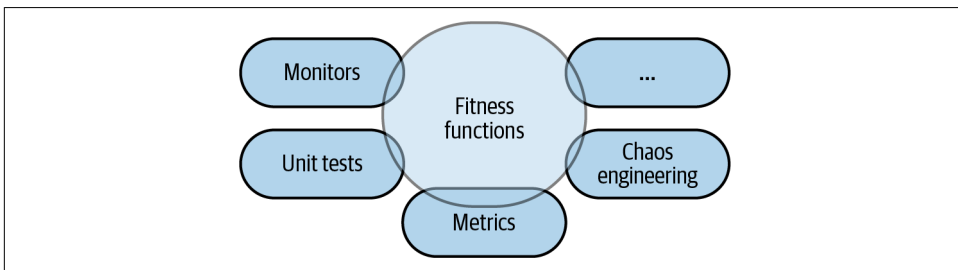 Monitors
...
Fitness
functions
Unit tests
Chaos
engineering
Metrics